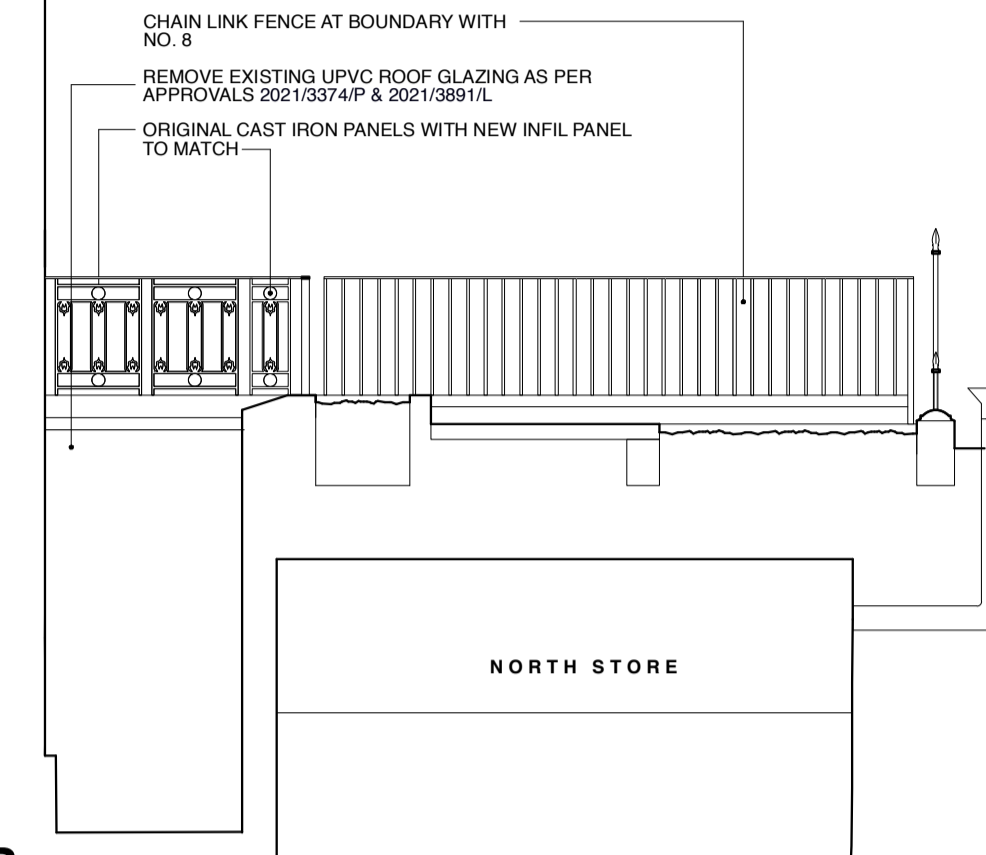 CHAIN LINK FENCE AT BOUNDARY WITH
NO. 8
REMOVE EXISTING UPVC ROOF GLAZING AS PER
APPROVALS 2021/3374/P & 2021/3891/L
ORIGINAL CAST IRON PANELS WITH NEW INFIL PANEL
TO MATCH
NORTH STORE